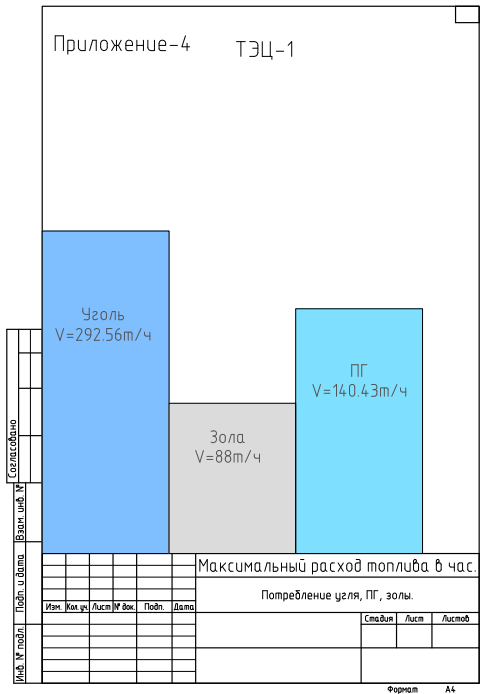 Приложение-4
ТЭЦ-1
Уголь
V=292.56т/ч
ПГ
V=140.43т/ч
Зола
V=88т/ч
Согласовано
Взам. инв. №
Подп. и дата
Инв. № подл.
Максимальный расход топлива в час.
Потребление угля, ПГ, золы.
Изм. Кол.уч. Лист № док. Подп. Дата
Стадия Лист Листов
Формат А4